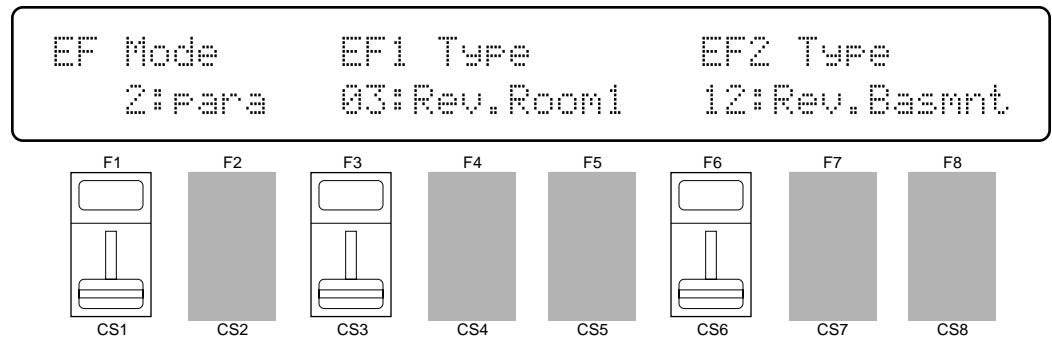 EF Mode EF1 Type EF2 Type
2:para 03:Rev.Room1 12:Rev.Basmnt
F1 F2 F3 F4 F5 F6 F7 F8
CS1 CS2 CS3 CS4 CS5 CS6 CS7 CS8